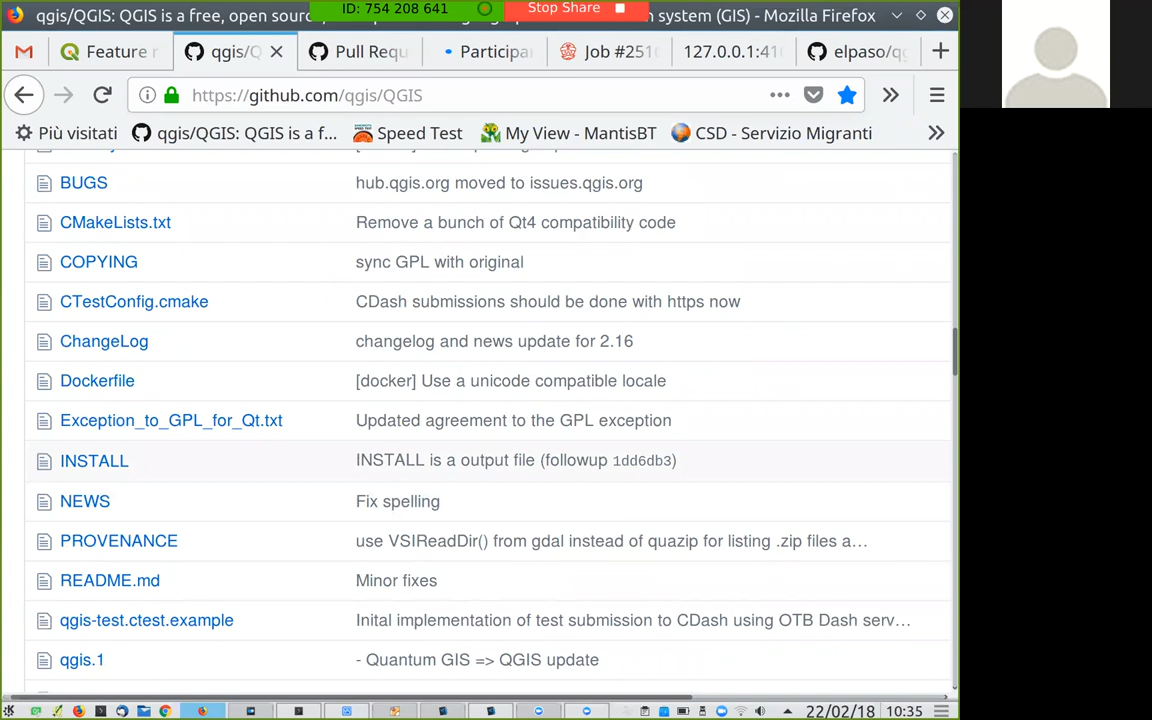 ID: 754 208 641
Stop Share
qgis/QGIS: QGIS is a free, open sourc
system (GIS) - Mozilla Firefox
Feature r
qgis/Q
Pull Requ
Participa
Job #251
127.0.0.1:41
elpaso/qg
https://github.com/qgis/QGIS
Più visitati
qgis/QGIS: QGIS is a f...
Speed Test
My View - MantisBT
CSD - Servizio Migranti
BUGS hub.qgis.org moved to issues.qgis.org
CMakeLists.txt Remove a bunch of Qt4 compatibility code
COPYING sync GPL with original
CTestConfig.cmake CDash submissions should be done with https now
ChangeLog changelog and news update for 2.16
Dockerfile [docker] Use a unicode compatible locale
Exception_to_GPL_for_Qt.txt Updated agreement to the GPL exception
INSTALL INSTALL is a output file (followup 1dd6db3)
NEWS Fix spelling
PROVENANCE use VSIReadDir() from gdal instead of quazip for listing .zip files a…
README.md Minor fixes
qgis-test.ctest.example Inital implementation of test submission to CDash using OTB Dash serv…
qgis.1 - Quantum GIS => QGIS update
22/02/18 10:35